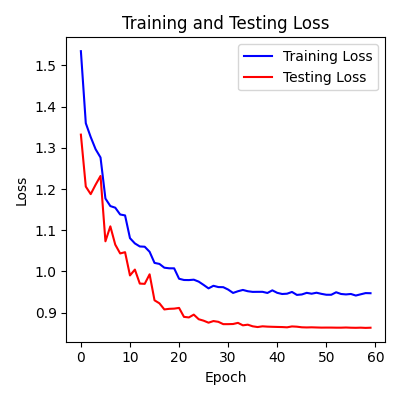 Training and Testing Loss
Training Loss
Testing Loss
Loss
1.5
1.4
1.3
1.2
1.1
1.0
0.9
0 10 20 30 40 50 60
Epoch